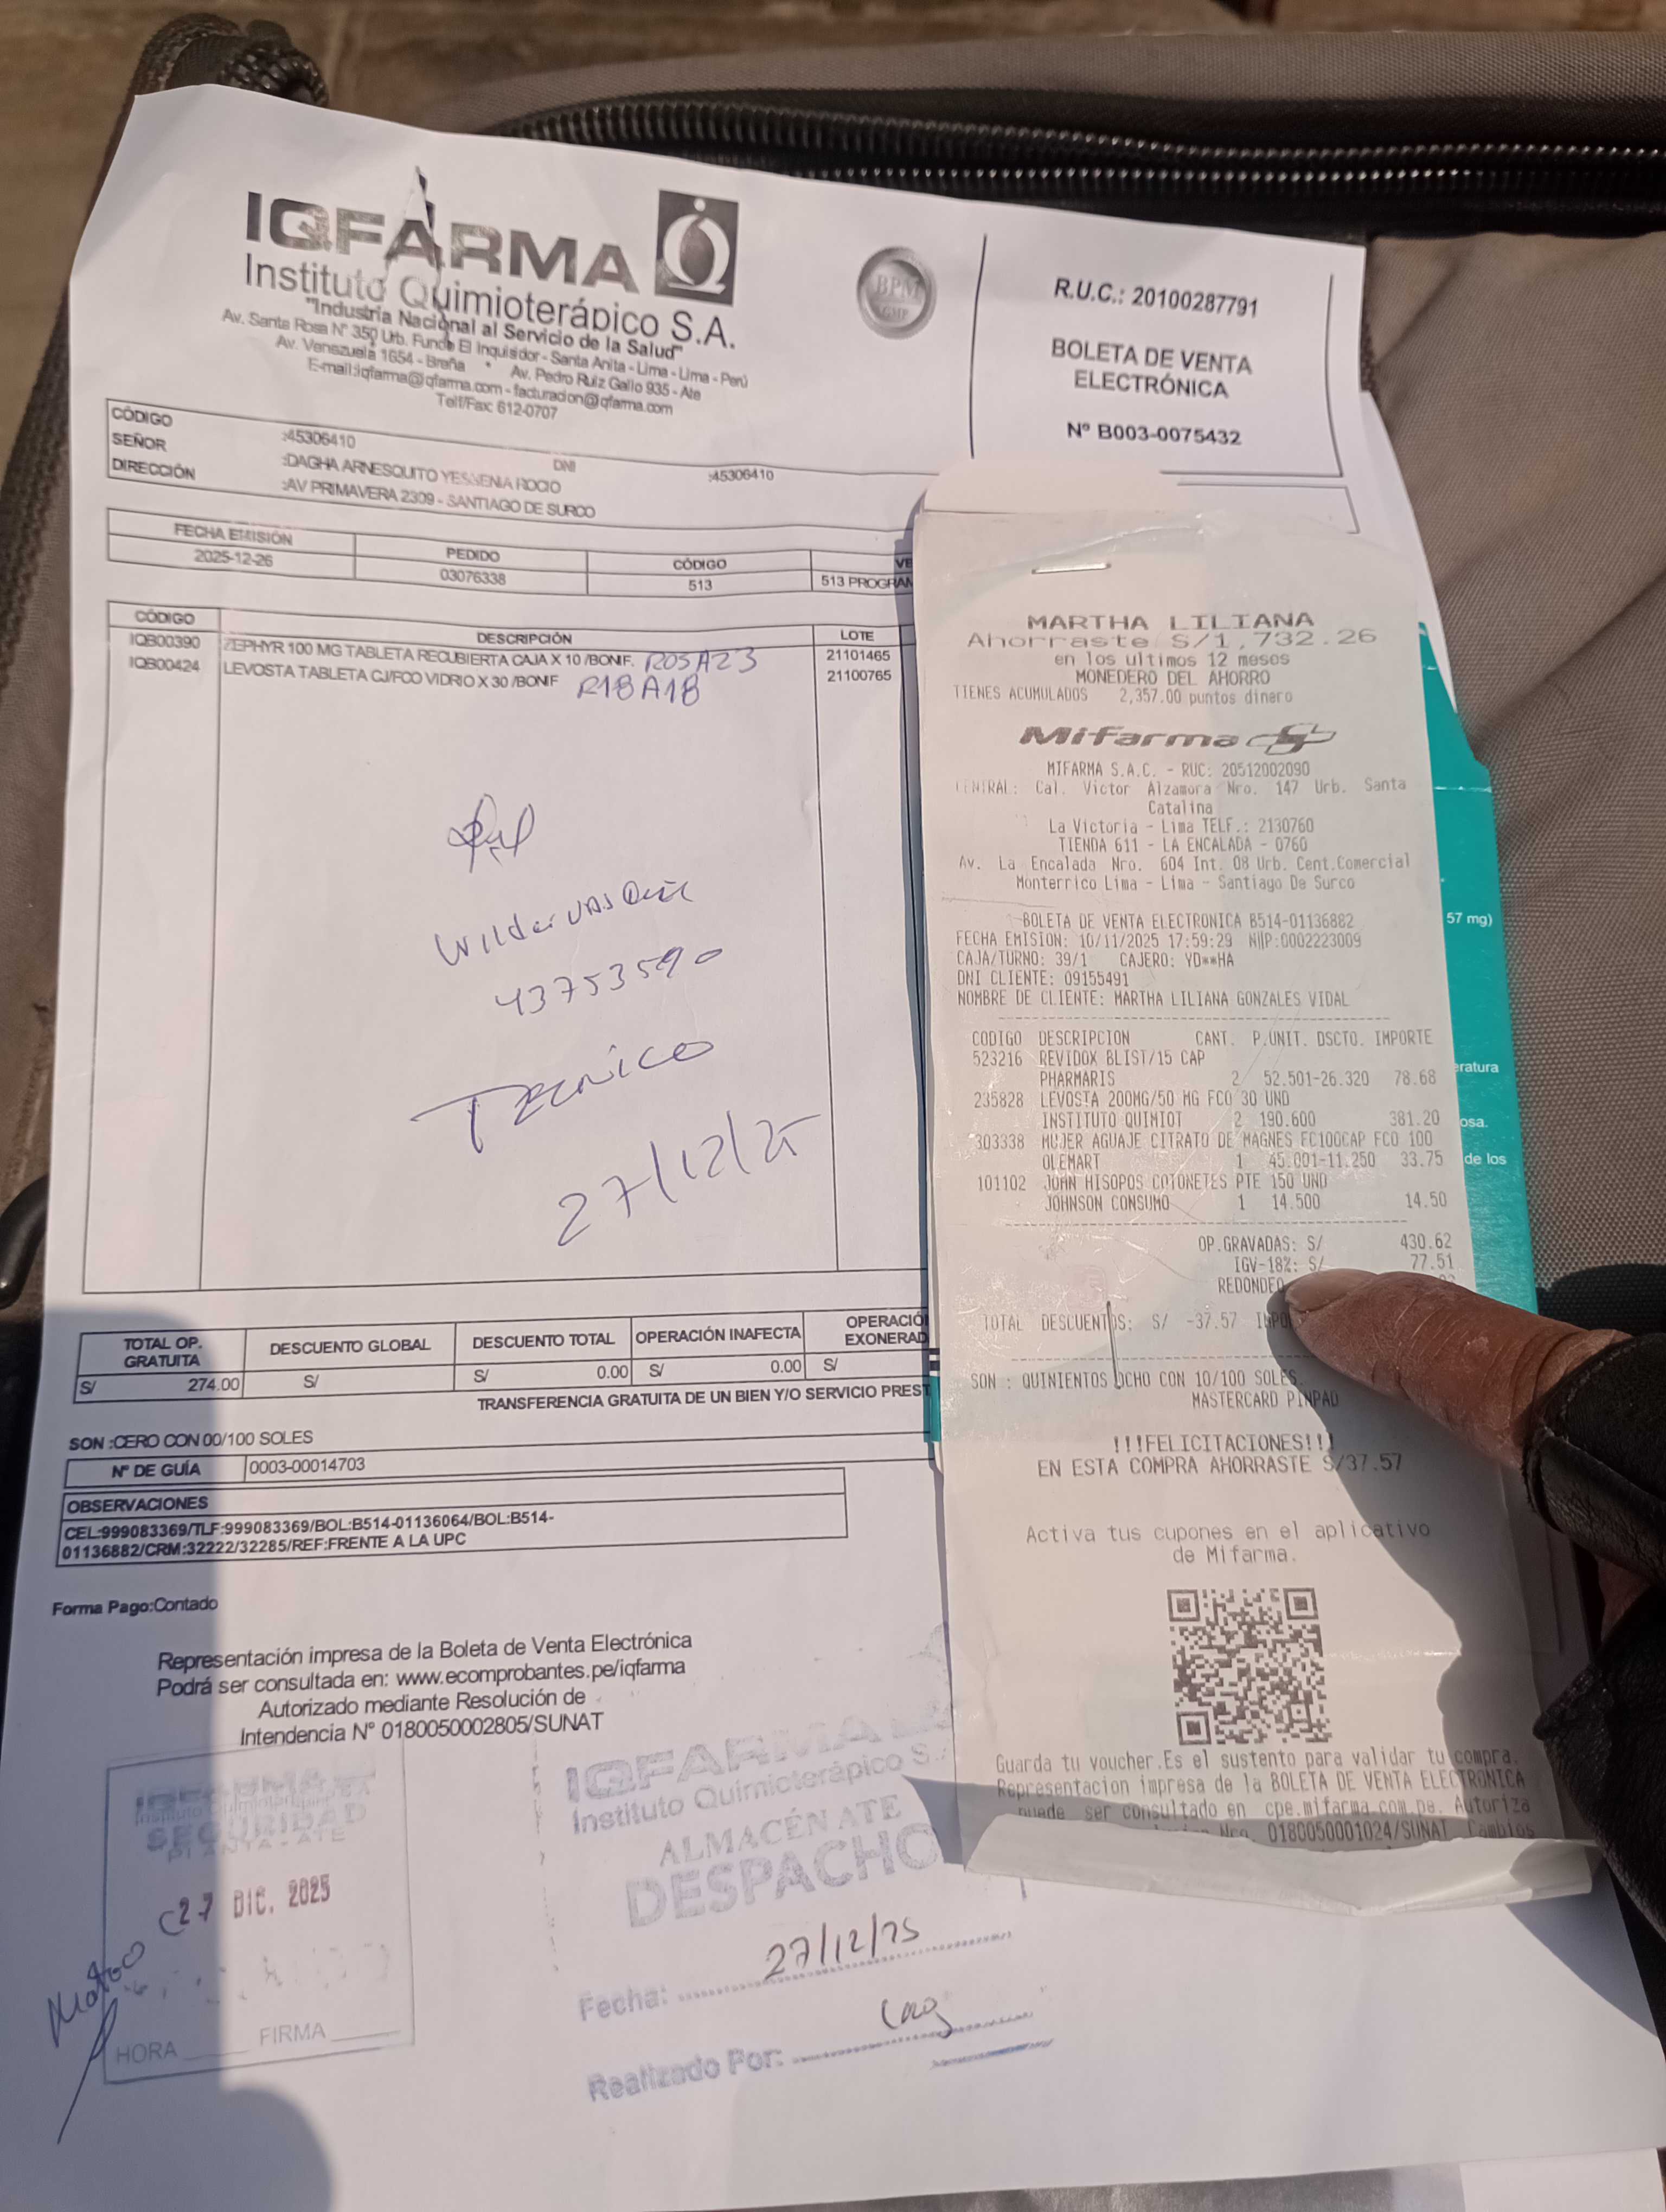 IQFARMA
Instituto Quimioterápico S.A.
"Industria Nacional al Servicio de la Salud"
Av. Santa Rosa N° 350 Urb. Fundo El Inquisidor - Santa Anita - Lima - Lima - Perú
Av. Venezuela 1654 - Breña • Av. Pedro Ruiz Gallo 935 - Ate
E-mail:iqfarma@iqfarma.com - facturacion@iqfarma.com
Telf/Fax: 612-0707
BPM
GMP
R.U.C.: 20100287791
BOLETA DE VENTA
ELECTRÓNICA
Nº B003-0075432
CÓDIGO :45306410 DNI :45306410
SEÑOR :DAGHA ARNESQUITO YESSENIA ROCIO
DIRECCIÓN :AV PRIMAVERA 2309 - SANTIAGO DE SURCO
FECHA EMISIÓN PEDIDO CÓDIGO VE
2025-12-26 03076338 513 513 PROGRAM
CÓDIGO DESCRIPCIÓN LOTE
IQB00390 ZEPHYR 100 MG TABLETA RECUBIERTA CAJA X 10 /BONIF. R05A23 21101465
IQB00424 LEVOSTA TABLETA CJ/FCO VIDRIO X 30 /BONIF R18A18 21100765
43753590
Tecnico
27/12/25
TOTAL OP. GRATUITA DESCUENTO GLOBAL DESCUENTO TOTAL OPERACIÓN INAFECTA OPERACIÓ EXONERAD
S/ 274.00 S/ S/ 0.00 S/ 0.00 S/
TRANSFERENCIA GRATUITA DE UN BIEN Y/O SERVICIO PREST
SON :CERO CON 00/100 SOLES
Nº DE GUÍA 0003-00014703
OBSERVACIONES
CEL:999083369/TLF:999083369/BOL:B514-01136064/BOL:B514-
01136882/CRM:32222/32285/REF:FRENTE A LA UPC
Forma Pago:Contado
Representación impresa de la Boleta de Venta Electrónica
Podrá ser consultada en: www.ecomprobantes.pe/iqfarma
Autorizado mediante Resolución de
Intendencia N° 0180050002805/SUNAT
SEGURIDAD
PLANTA - ATE
27 DIC. 2025
HORA FIRMA
IQFARMA
Instituto Quimioterápico S.
ALMACÉN ATE
DESPACHO
Fecha: 27/12/25
Realizado Por:
MARTHA LILIANA
Ahorraste S/1,732.26
en los ultimos 12 meses
MONEDERO DEL AHORRO
TIENES ACUMULADOS 2,357.00 puntos dinero
Mifarma
MIFARMA S.A.C. - RUC: 20512002090
CENTRAL: Cal. Victor Alzamora Nro. 147 Urb. Santa
Catalina
La Victoria - Lima TELF.: 2130760
TIENDA 611 - LA ENCALADA - 0760
Av. La Encalada Nro. 604 Int. 08 Urb. Cent.Comercial
Monterrico Lima - Lima - Santiago De Surco
BOLETA DE VENTA ELECTRONICA B514-01136882
FECHA EMISION: 10/11/2025 17:59:29 NIIP:0002223009
CAJA/TURNO: 39/1 CAJERO: YD**HA
DNI CLIENTE: 09155491
NOMBRE DE CLIENTE: MARTHA LILIANA GONZALES VIDAL
CODIGO DESCRIPCION CANT. P.UNIT. DSCTO. IMPORTE
523216 REVIDOX BLIST/15 CAP
PHARMARIS 2 52.501-26.320 78.68
235828 LEVOSTA 200MG/50 MG FCO 30 UND
INSTITUTO QUIMIOT 2 190.600 381.20
303338 MUJER AGUAJE CITRATO DE MAGNES FC100CAP FCO 100
OLEMART 1 45.001-11.250 33.75
101102 JOHN HISOPOS COTONETES PTE 150 UND
JOHNSON CONSUMO 1 14.500 14.50
OP.GRAVADAS: S/ 430.62
IGV-18%: S/ 77.51
REDONDEO
TOTAL DESCUENTOS: S/ -37.57 IMPO
SON : QUINIENTOS OCHO CON 10/100 SOLES.
MASTERCARD PINPAD
!!!FELICITACIONES!!!
EN ESTA COMPRA AHORRASTE S/37.57
Activa tus cupones en el aplicativo
de Mifarma.
Guarda tu voucher.Es el sustento para validar tu compra.
Representacion impresa de la BOLETA DE VENTA ELECTRONICA
puede ser consultado en cpe.mifarma.com.pe. Autoriza
Nro. 0180050001024/SUNAT Cambios
57 mg)
eratura
osa.
de los